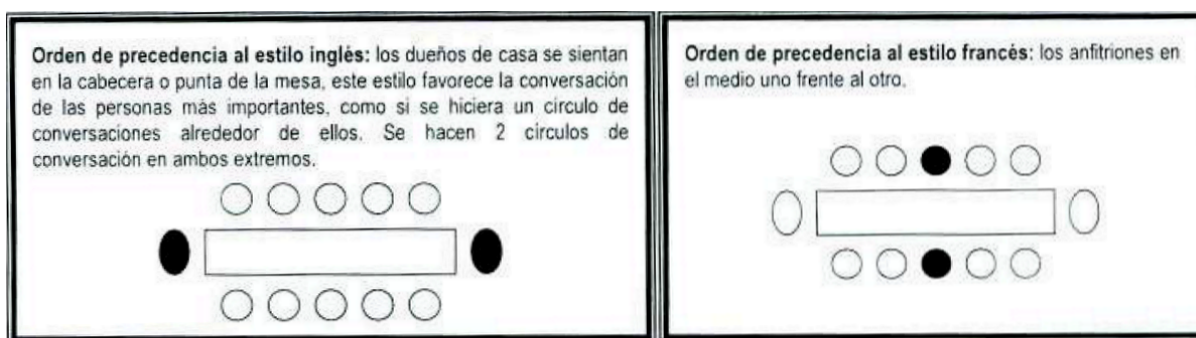 Orden de precedencia al estilo inglés: los dueños de casa se sientan
en la cabecera o punta de la mesa, este estilo favorece la conversación
de las personas más importantes, como si se hiciera un círculo de
conversaciones alrededor de ellos. Se hacen 2 círculos de
conversación en ambos extremos.
Orden de precedencia al estilo francés: los anfitriones en
el medio uno frente al otro.